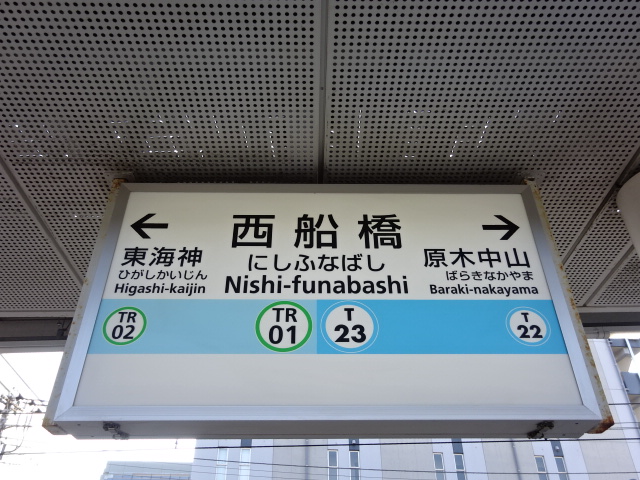 ← 西船橋 →
東海神 にしふなばし 原木中山
ひがしかいじん ばらきなかやま
Higashi-kaijin Nishi-funabashi Baraki-nakayama
TR TR T T
02 01 23 22